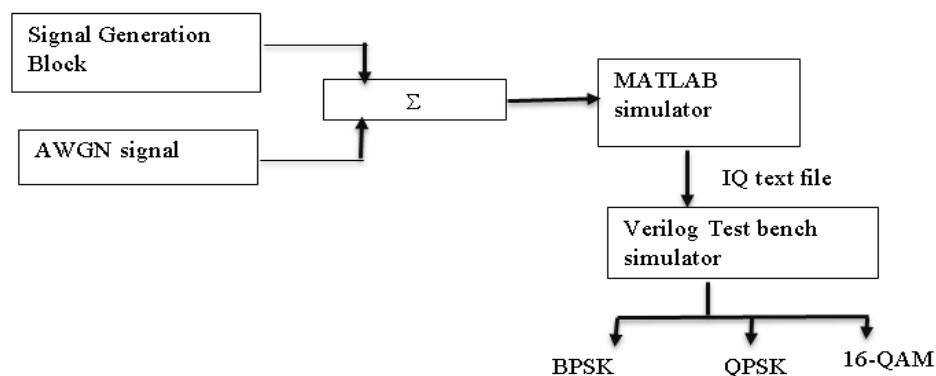 Signal Generation
Block
Σ
AWGN signal
MATLAB
simulator
IQ text file
Verilog Test bench
simulator
BPSK
QPSK
16-QAM